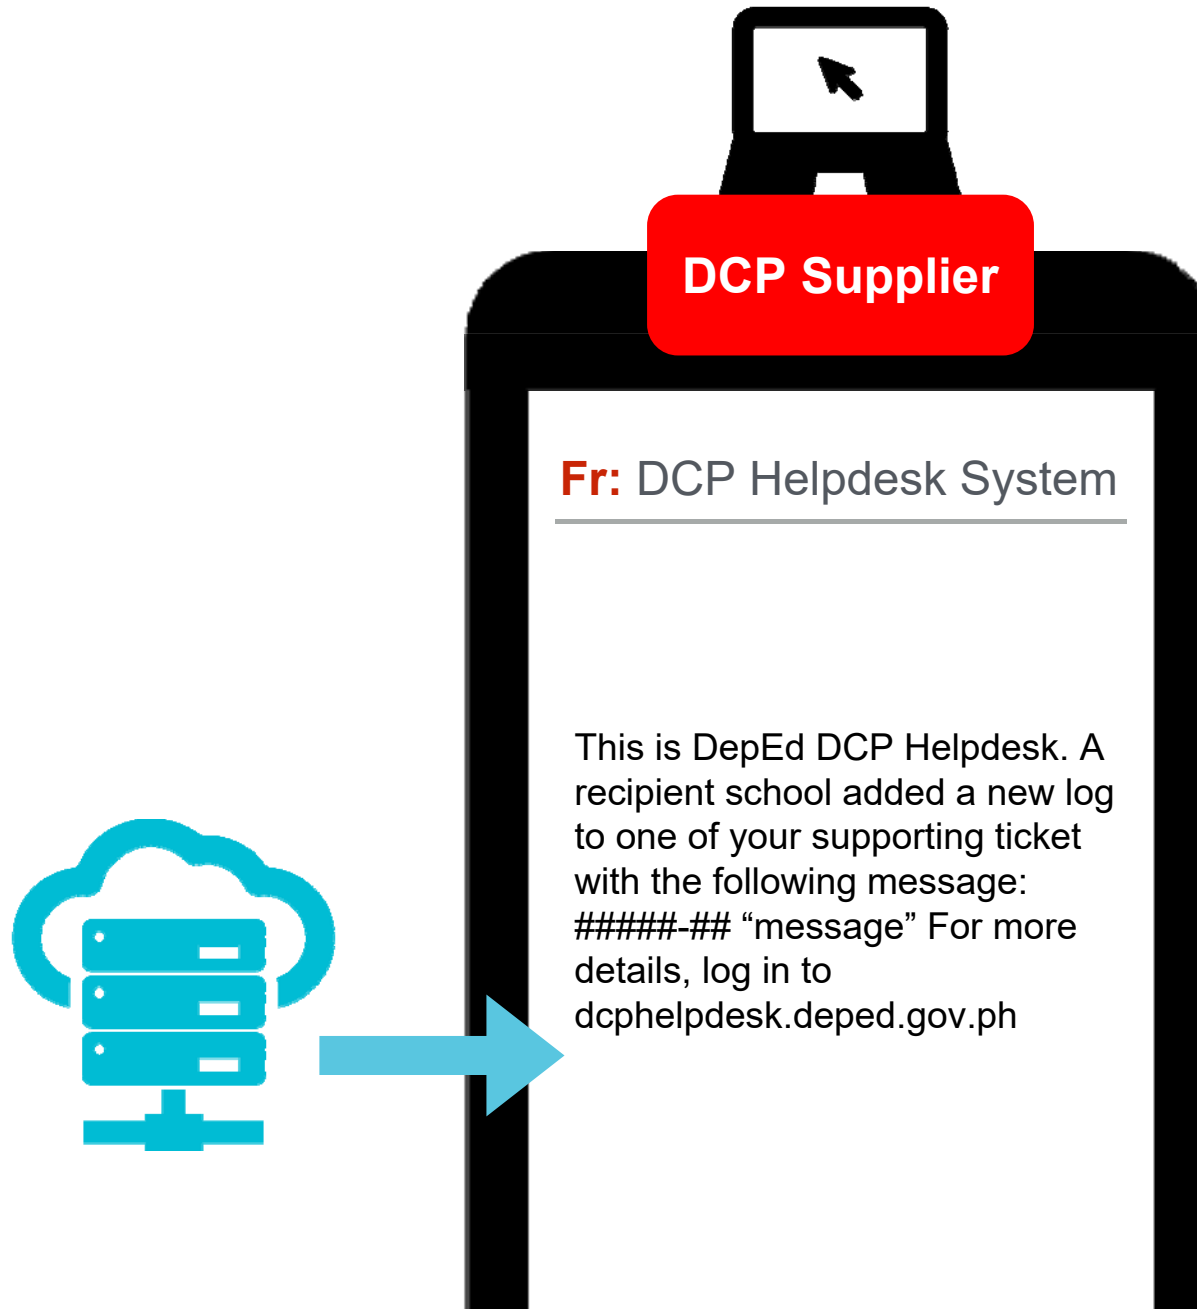 DCP Supplier
Fr: DCP Helpdesk System
This is DepEd DCP Helpdesk. A
recipient school added a new log
to one of your supporting ticket
with the following message:
#####-## “message” For more
details, log in to
dcphelpdesk.deped.gov.ph